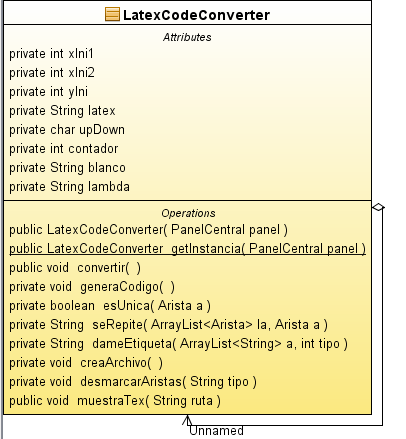 LatexCodeConverter
Attributes
private int xIni1
private int xIni2
private int yIni
private String latex
private char upDown
private int contador
private String blanco
private String lambda
Operations
public LatexCodeConverter( PanelCentral panel )
public LatexCodeConverter getInstancia( PanelCentral panel )
public void convertir( )
private void generaCodigo( )
private boolean esUnica( Arista a )
private String seRepite( ArrayList<Arista> la, Arista a )
private String dameEtiqueta( ArrayList<String> a, int tipo )
private void creaArchivo( )
private void desmarcarAristas( String tipo )
public void muestraTex( String ruta )
Unnamed